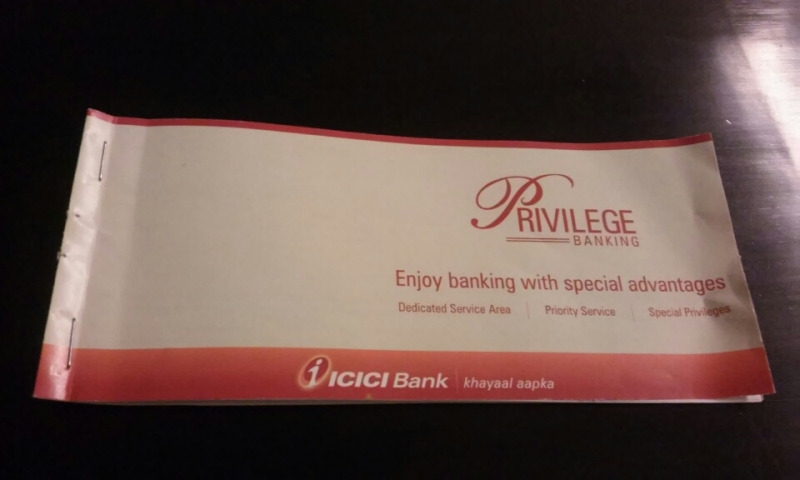 PRIVILEGE
BANKING
Enjoy banking with special advantages
Dedicated Service Area | Priority Service | Special Privileges
i ICICI Bank | khayaal aapka